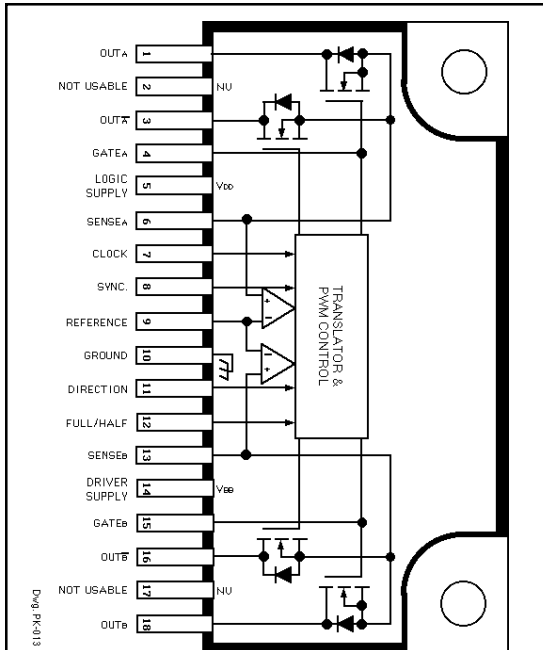 OUTA 1
NOT USABLE 2 NU
OUTA̅ 3
GATEA 4
LOGIC
SUPPLY 5 VDD
SENSEA 6
CLOCK 7
SYNC. 8
REFERENCE 9
GROUND 10
DIRECTION 11
FULL/HALF 12
SENSEB 13
DRIVER
SUPPLY 14 VBB
GATEB 15
OUTB̅ 16
NOT USABLE 17 NU
OUTB 18
TRANSLATOR &
PWM CONTROL
+
−
−
+
Dwg. PK-013